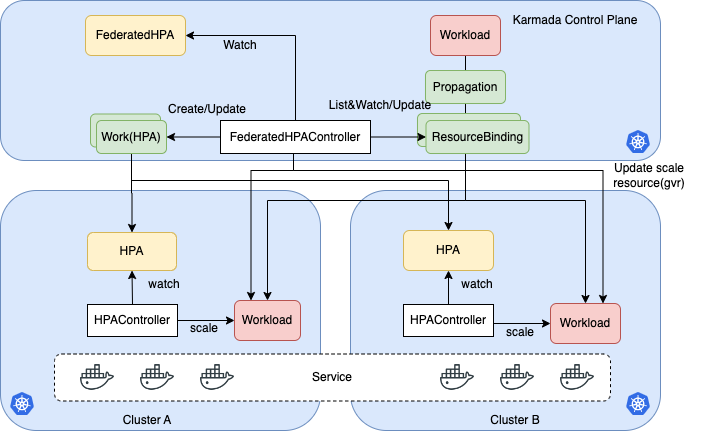 Karmada Control Plane
FederatedHPA
Workload
Watch
Propagation
Create/Update
List&Watch/Update
Work(HPA)
FederatedHPAController
ResourceBinding
Update scale
resource(gvr)
HPA
HPA
watch
watch
HPAController
scale
Workload
HPAController
scale
Workload
Service
Cluster A
Cluster B